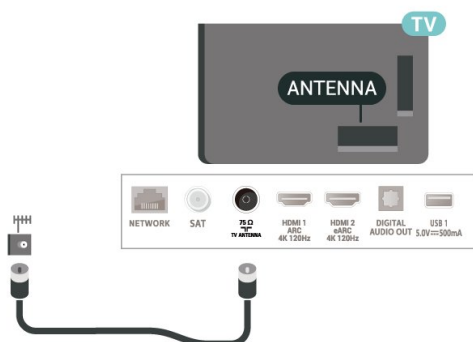 TV
ANTENNA
NETWORK
SAT
75 Ω
TV ANTENNA
HDMI 1
ARC
4K 120Hz
HDMI 2
eARC
4K 120Hz
DIGITAL
AUDIO OUT
USB 1
5.0V⎓500mA